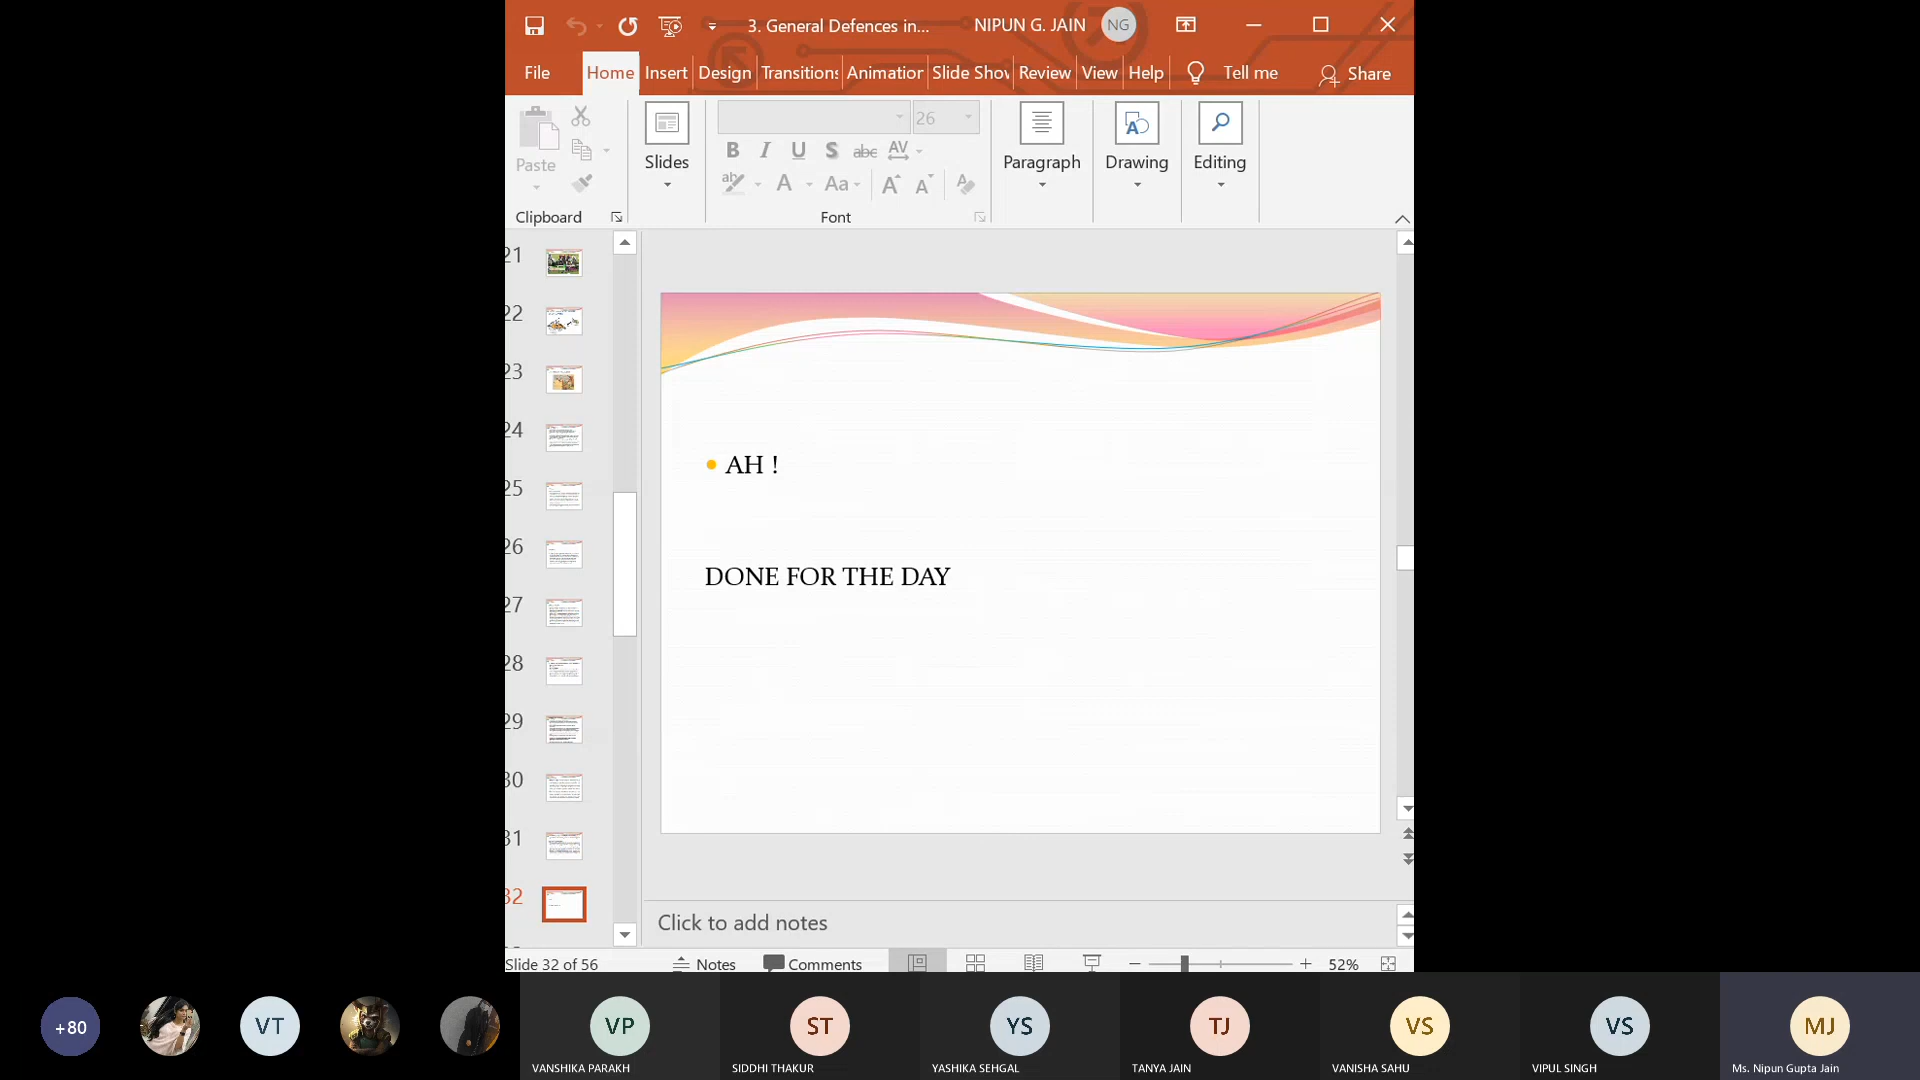 3. General Defences in...
NIPUN G. JAIN
NG
File
Home
Insert
Design
Transitions
Animation
Slide Show
Review
View
Help
Tell me
Share
Paste
Clipboard
Slides
26
B I U S abc AV
ab A Aa A A A
Font
Paragraph
Drawing
Editing
21
22
23
24
25
26
27
28
29
30
31
32
AH !
DONE FOR THE DAY
Click to add notes
Slide 32 of 56
Notes
Comments
52%
+80
VT
VP
VANSHIKA PARAKH
ST
SIDDHI THAKUR
YS
YASHIKA SEHGAL
TJ
TANYA JAIN
VS
VANISHA SAHU
VS
VIPUL SINGH
MJ
Ms. Nipun Gupta Jain